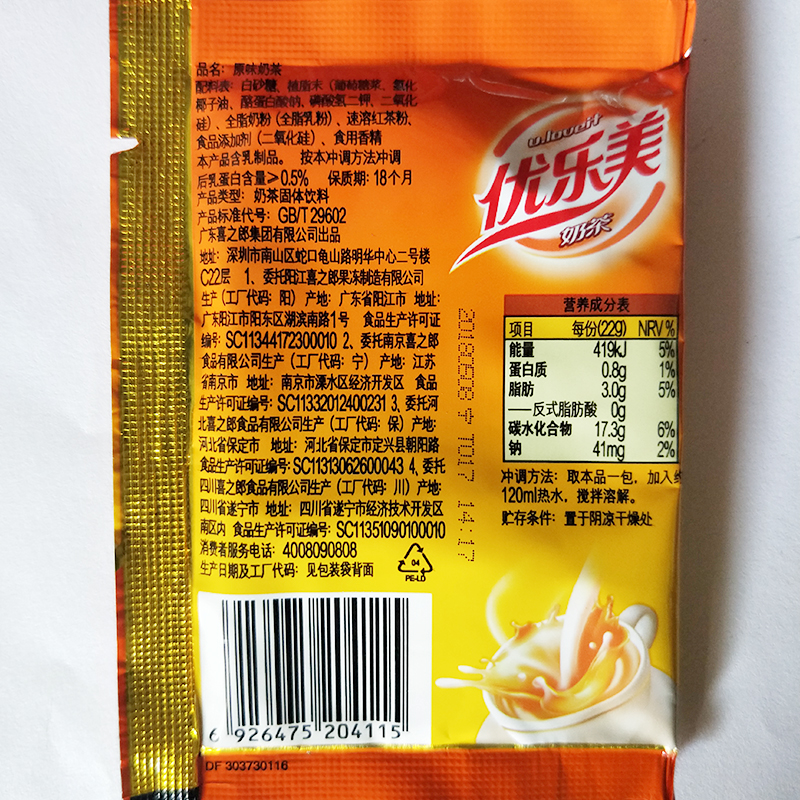 品名：原味奶茶
配料表：白砂糖、植脂末（葡萄糖浆、氢化
椰子油、酪蛋白酸钠、磷酸氢二钾、二氧化
硅）、全脂奶粉（全脂乳粉）、速溶红茶粉、
食品添加剂（二氧化硅）、食用香精
本产品含乳制品。 按本冲调方法冲调
后乳蛋白含量≥0.5% 保质期：18个月
产品类型：奶茶固体饮料
产品标准代号：GB/T 29602
广东喜之郎集团有限公司出品
地址：深圳市南山区蛇口龟山路明华中心二号楼
C22层 1、委托阳江喜之郎果冻制造有限公司
生产（工厂代码：阳）产地：广东省阳江市 地址：
广东阳江市阳东区湖滨南路1号 食品生产许可证
编号：SC11344172300010 2、委托南京喜之郎
食品有限公司生产（工厂代码：宁）产地：江苏
省南京市 地址：南京市溧水区经济开发区 食品
生产许可证编号：SC11332012400231 3、委托河
北喜之郎食品有限公司生产（工厂代码：保）产地：
河北省保定市 地址：河北省保定市定兴县朝阳路
食品生产许可证编号：SC11313062600043 4、委托
四川喜之郎食品有限公司生产（工厂代码：川）产地：
四川省遂宁市 地址：四川省遂宁市经济技术开发区
南区内 食品生产许可证编号：SC11351090100010
消费者服务电话：4008090808
生产日期及工厂代码：见包装袋背面
04
PE-LD
6 926475 204115
DF 303730116
20180608 T017 14:17
u.loveit
优乐美
奶茶
营养成分表
项目 每份(22g) NRV%
能量 419kJ 5%
蛋白质 0.8g 1%
脂肪 3.0g 5%
——反式脂肪酸 0g
碳水化合物 17.3g 6%
钠 41mg 2%
冲调方法：取本品一包，加入约
120ml热水，搅拌溶解。
贮存条件：置于阴凉干燥处